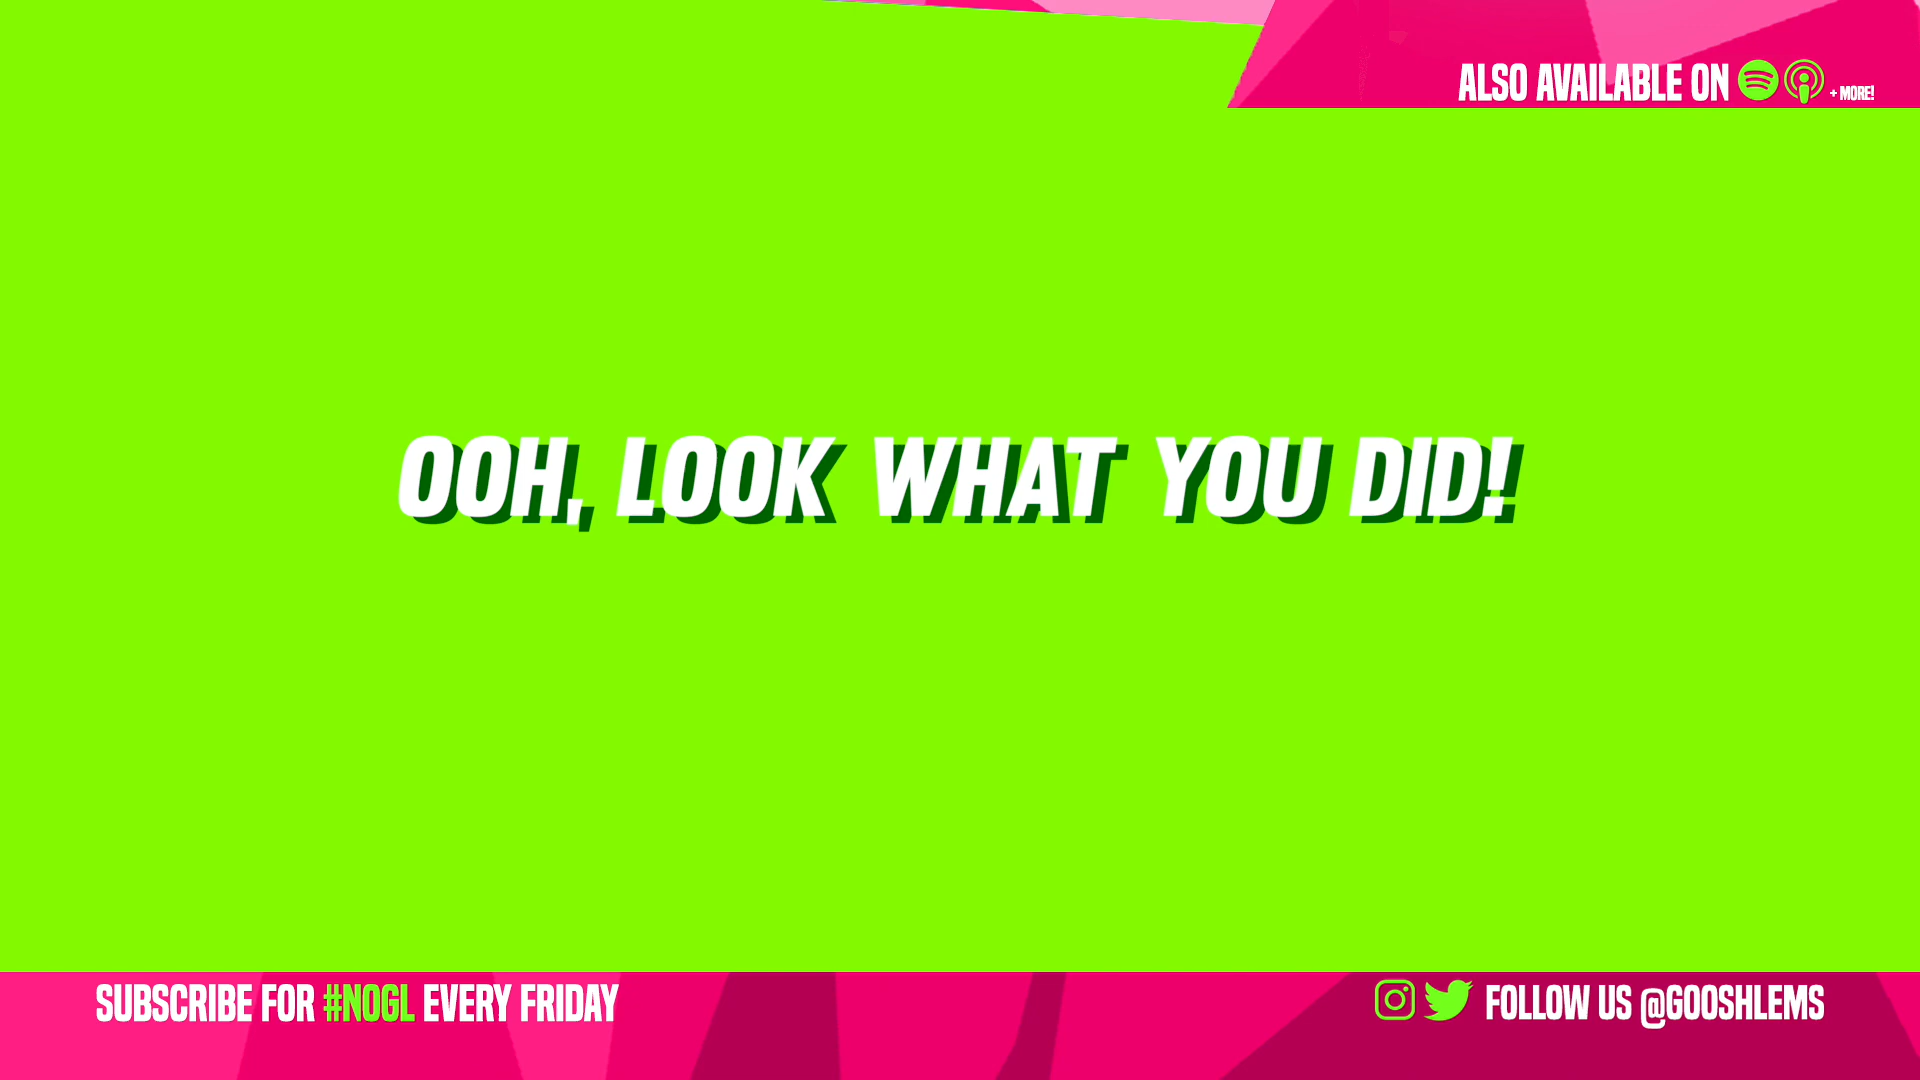 ALSO AVAILABLE ON + MORE!
OOH, LOOK WHAT YOU DID!
SUBSCRIBE FOR #NOGL EVERY FRIDAY
FOLLOW US @GOOSHLEMS